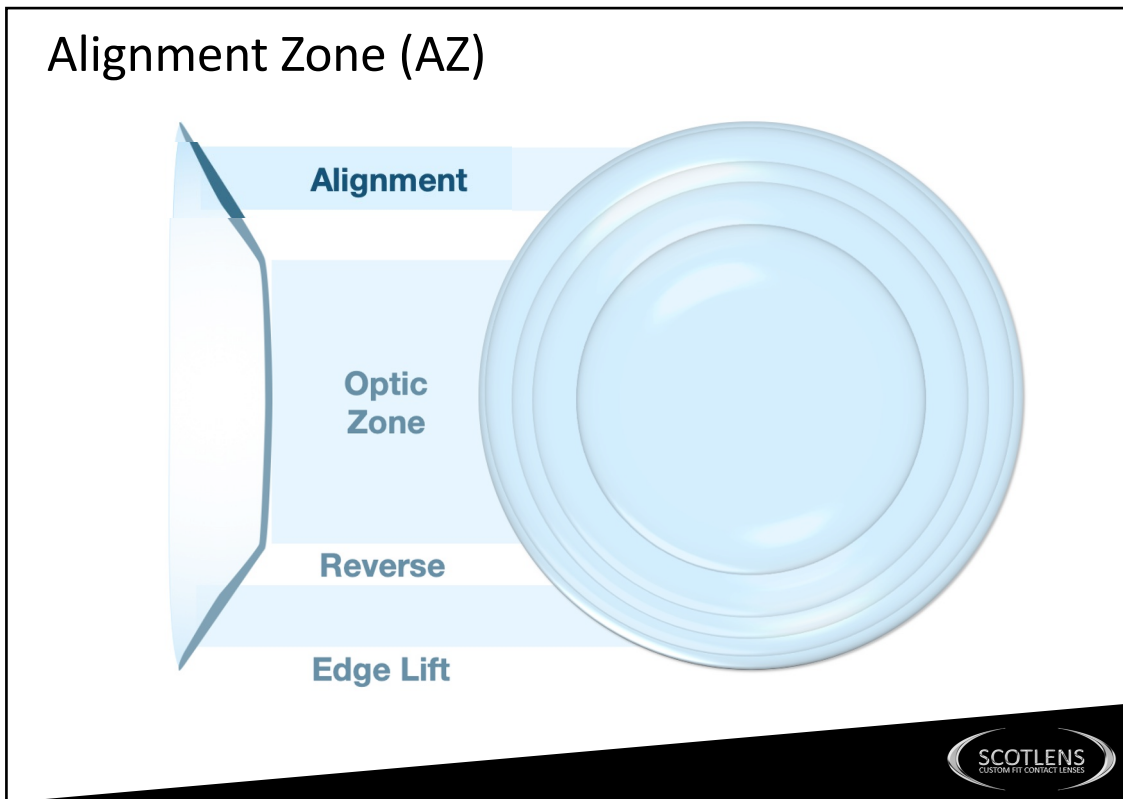 Alignment Zone (AZ)
Alignment
Optic
Zone
Reverse
Edge Lift
SCOTLENS
CUSTOM FIT CONTACT LENSES